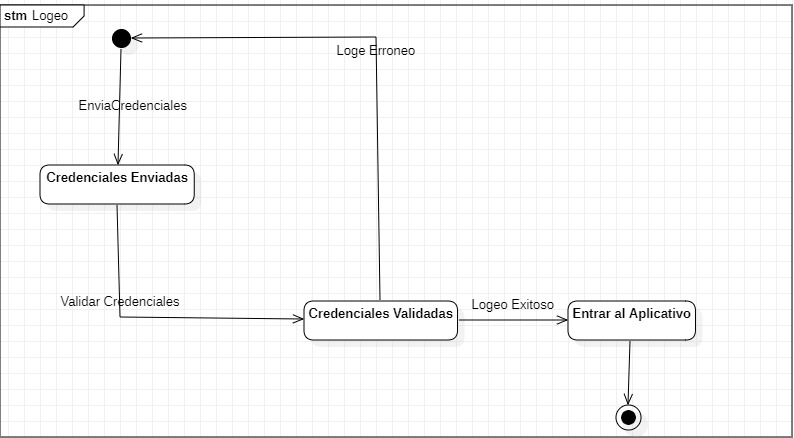 stm Logeo
Loge Erroneo
EnviaCredenciales
Credenciales Enviadas
Validar Credenciales
Credenciales Validadas
Logeo Exitoso
Entrar al Aplicativo